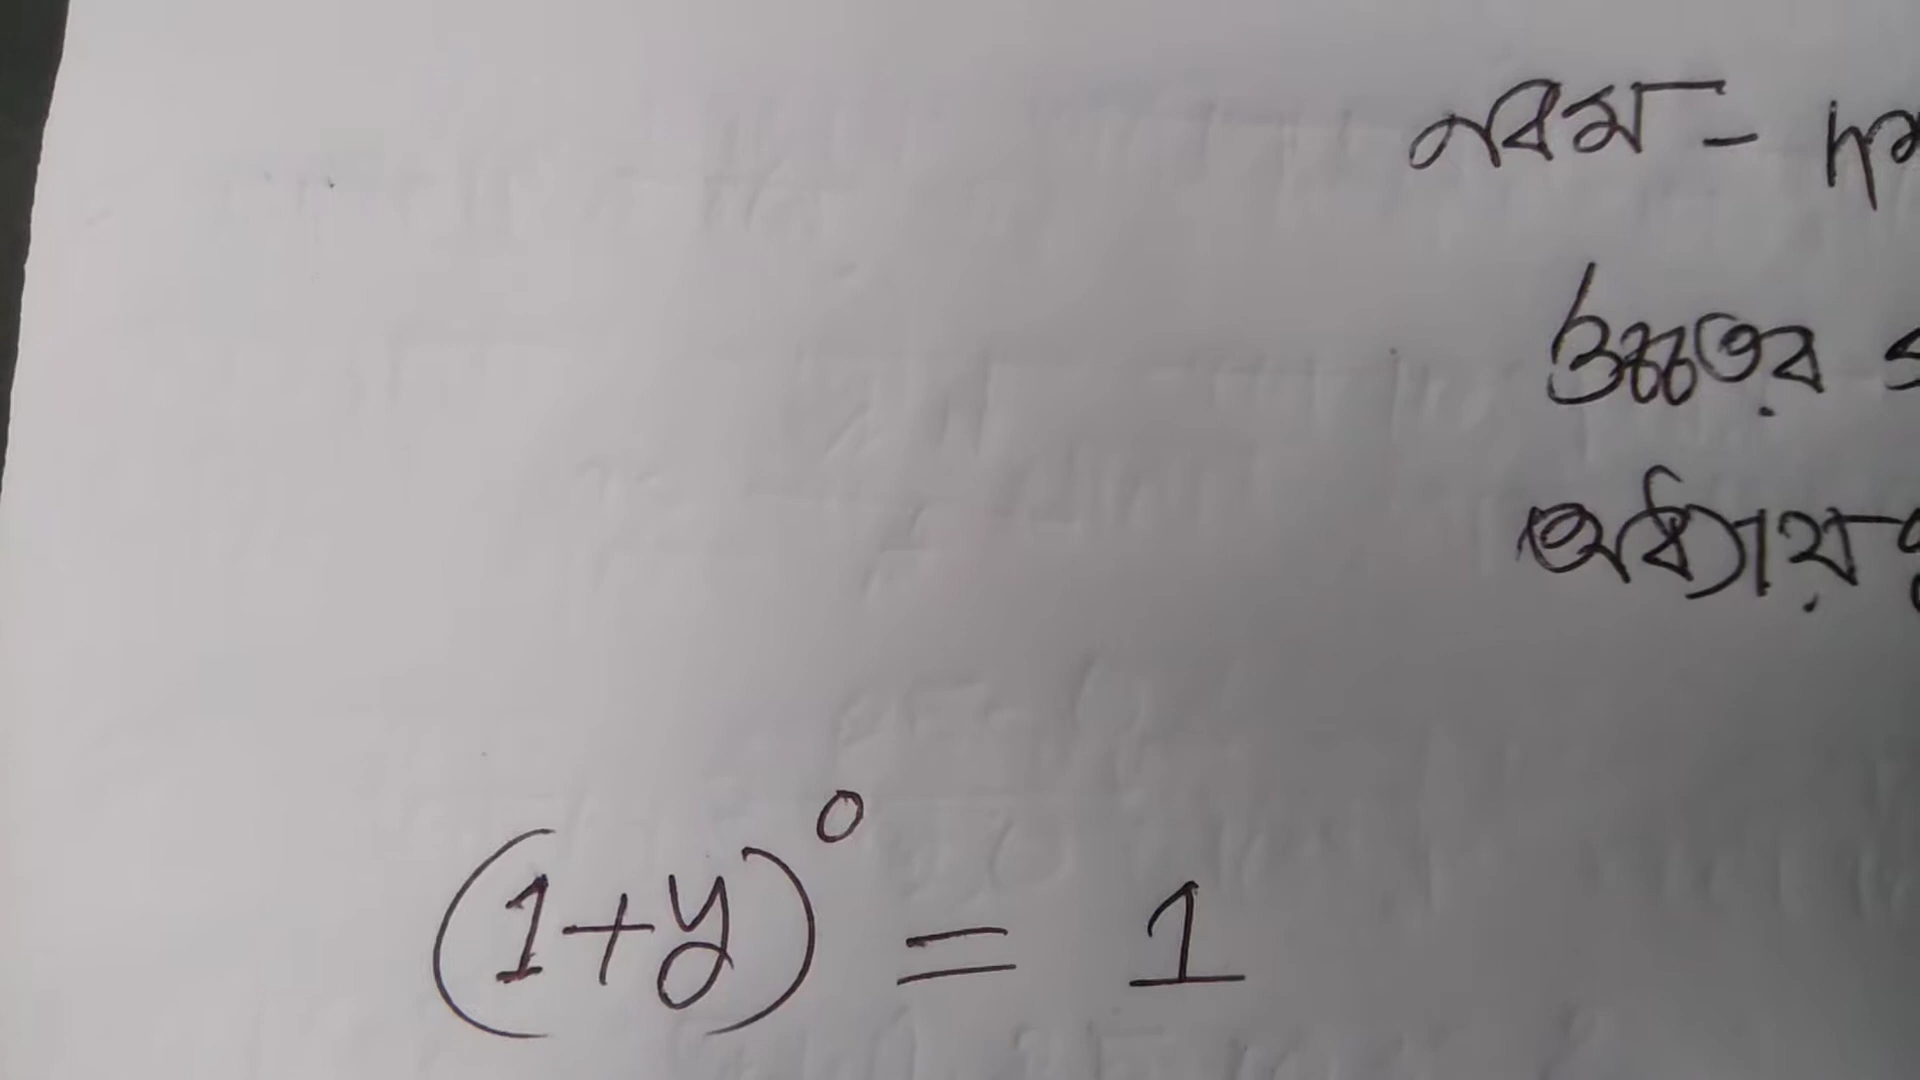 নবম -
উচ্চতর
অধ্যায়
(1+y)⁰ = 1